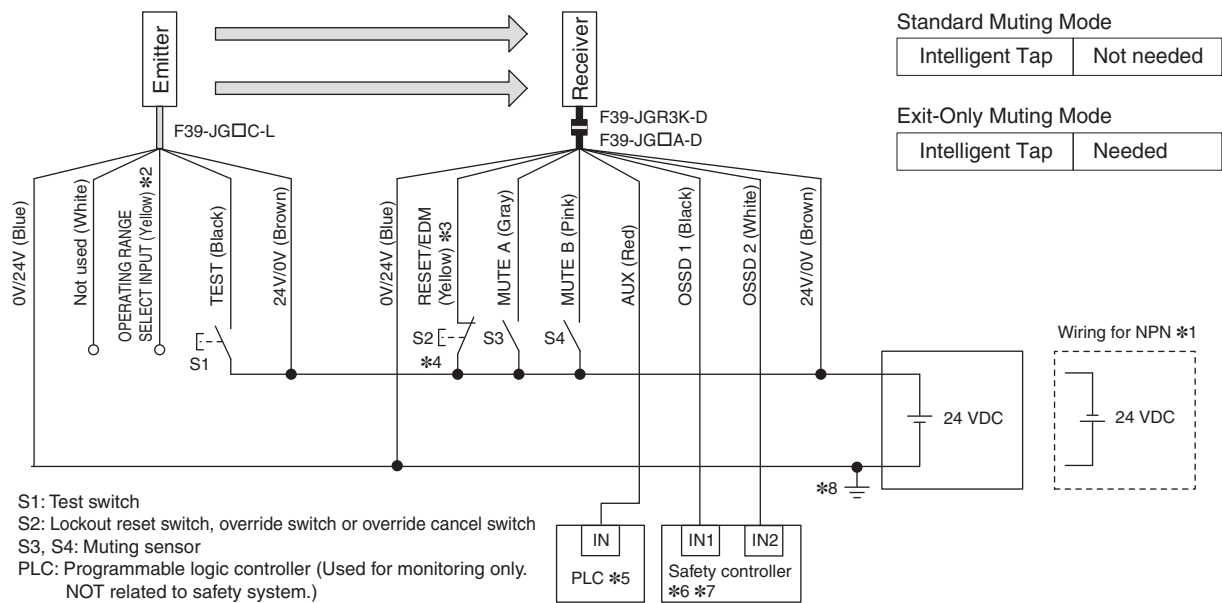 Emitter
Receiver
Standard Muting Mode
Intelligent Tap Not needed
F39-JG□C-L
F39-JGR3K-D
F39-JG□A-D
Exit-Only Muting Mode
Intelligent Tap Needed
0V/24V (Blue)
Not used (White)
OPERATING RANGE
SELECT INPUT (Yellow) ✻2
TEST (Black)
24V/0V (Brown)
0V/24V (Blue)
RESET/EDM
(Yellow) ✻3
MUTE A (Gray)
MUTE B (Pink)
AUX (Red)
OSSD 1 (Black)
OSSD 2 (White)
24V/0V (Brown)
S1
S2
✻4
S3
S4
Wiring for NPN ✻1
24 VDC
24 VDC
✻8
S1: Test switch
S2: Lockout reset switch, override switch or override cancel switch
S3, S4: Muting sensor
PLC: Programmable logic controller (Used for monitoring only.
NOT related to safety system.)
IN
PLC ✻5
IN1
IN2
Safety controller
✻6 ✻7